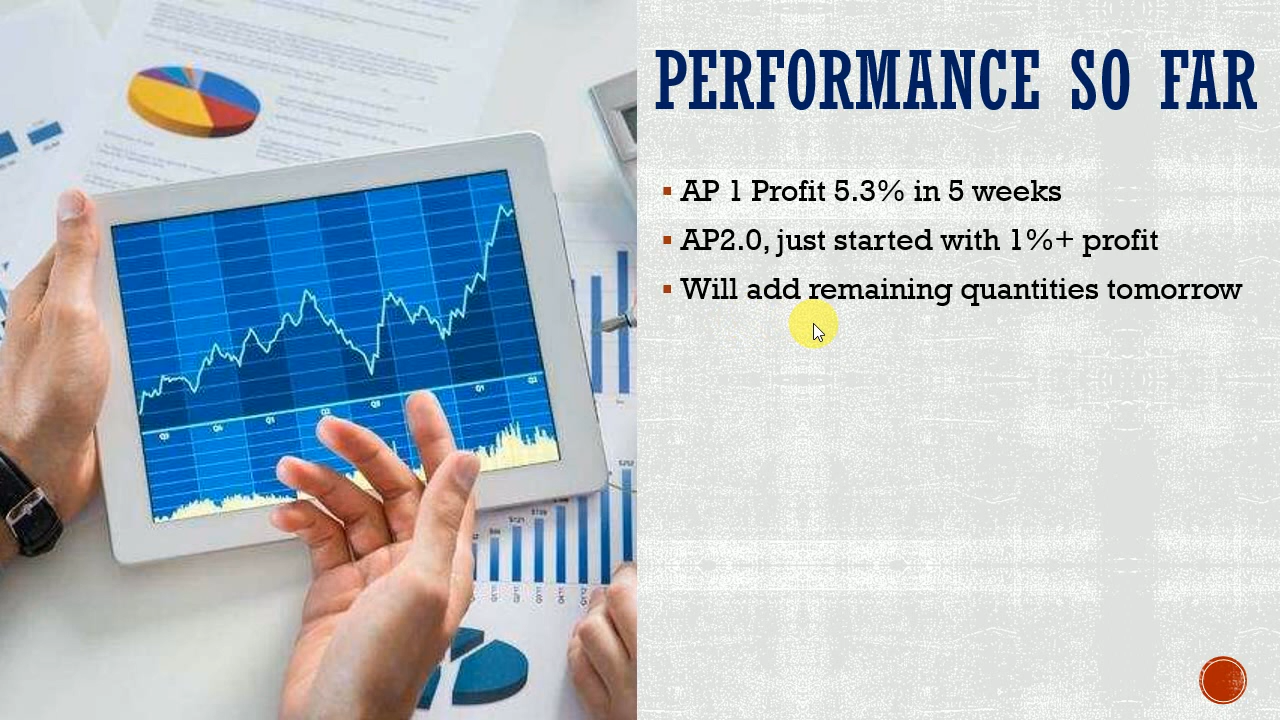 PERFORMANCE SO FAR
AP 1 Profit 5.3% in 5 weeks
AP2.0, just started with 1%+ profit
Will add remaining quantities tomorrow